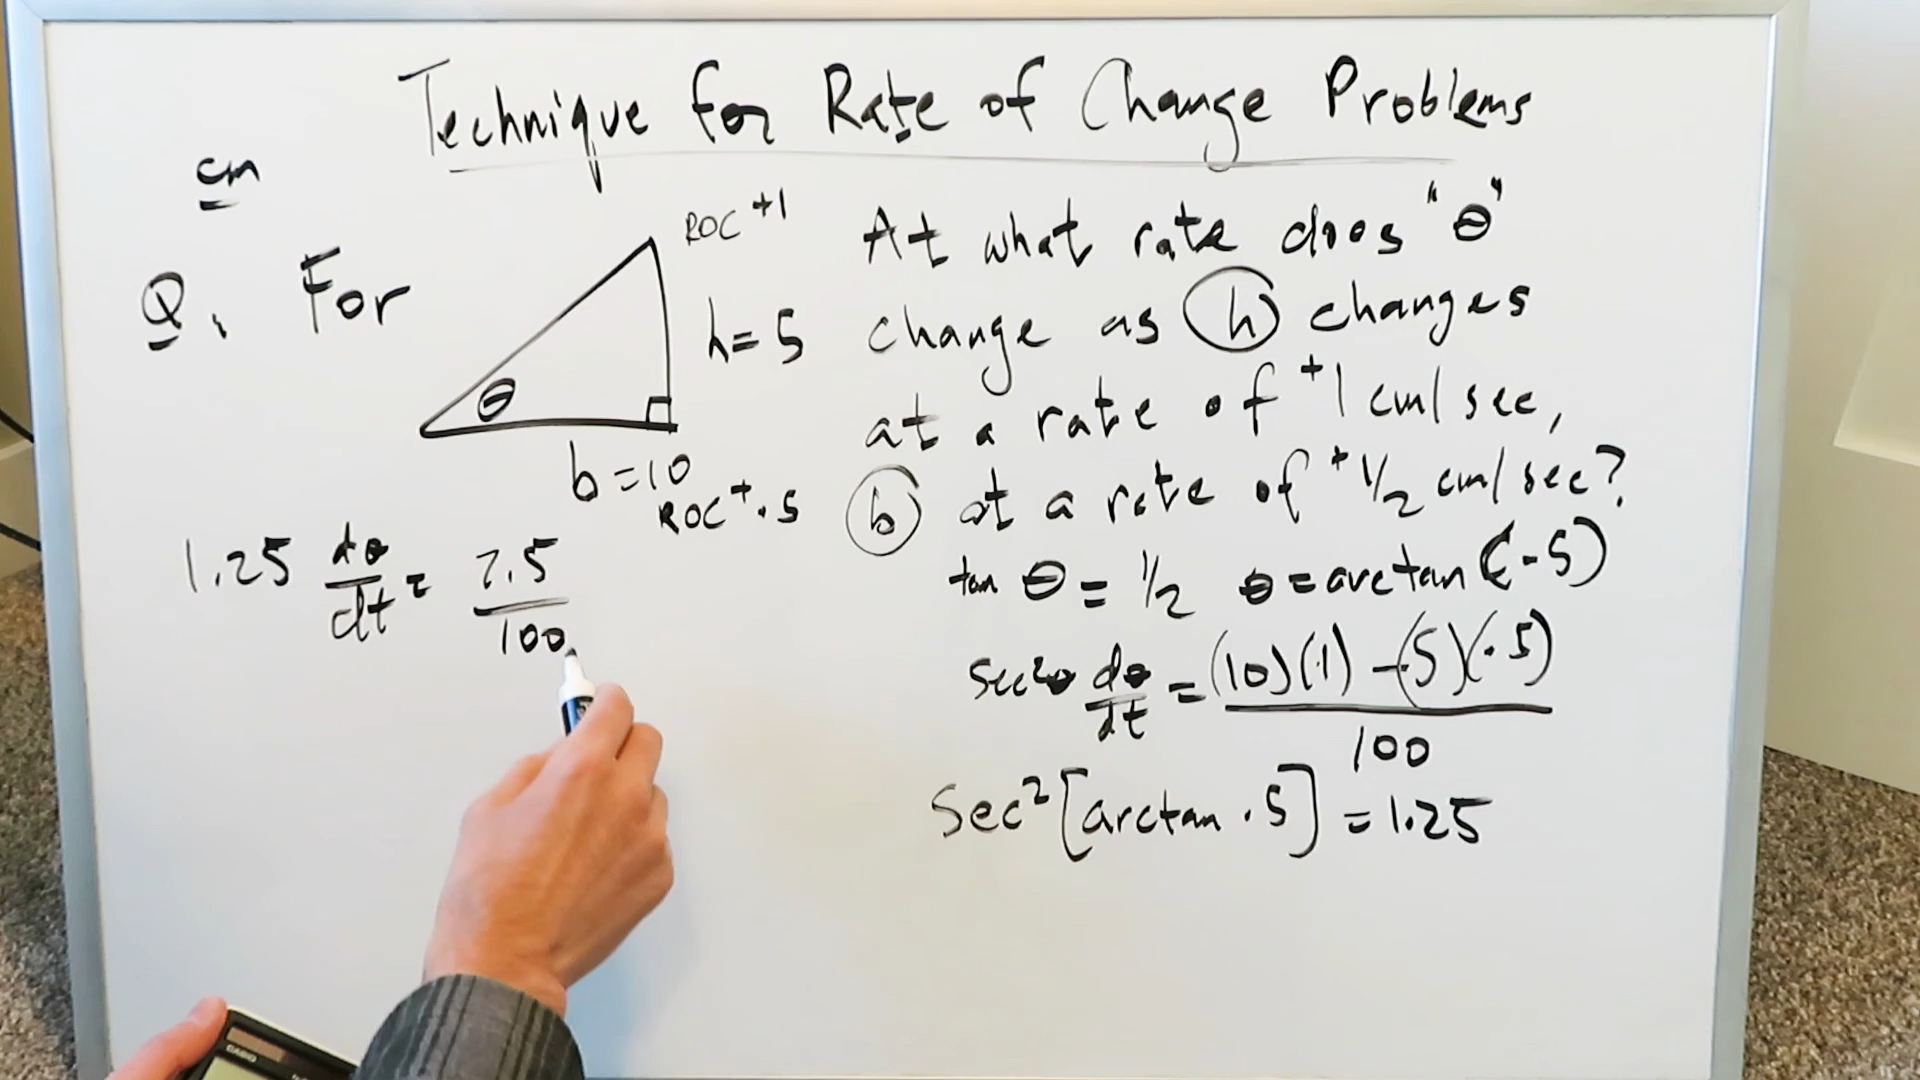 Technique for Rate of Change Problems
cm
Q. For
θ
ROC +1
h=5
b=10
ROC +.5
At what rate does "θ"
change as h changes
at a rate of +1 cm/sec,
b at a rate of +1/2 cm/sec?
tan θ = 1/2 θ = arctan (.5)
sec²θ dθ/dt = (10)(1) - (5)(.5) / 100
sec² [arctan .5] = 1.25
1.25 dθ/dt = 7.5/100
CASIO